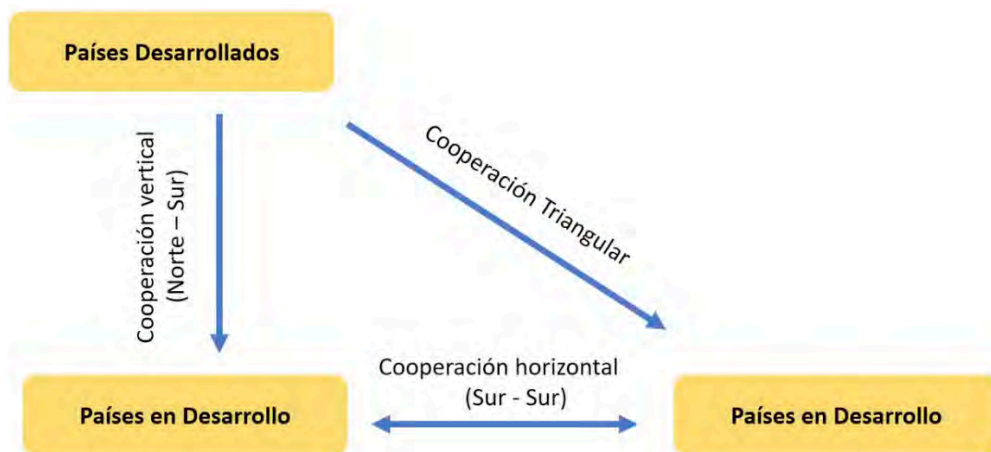 Países Desarrollados
Cooperación vertical
(Norte – Sur)
Cooperación Triangular
Cooperación horizontal
(Sur - Sur)
Países en Desarrollo
Países en Desarrollo